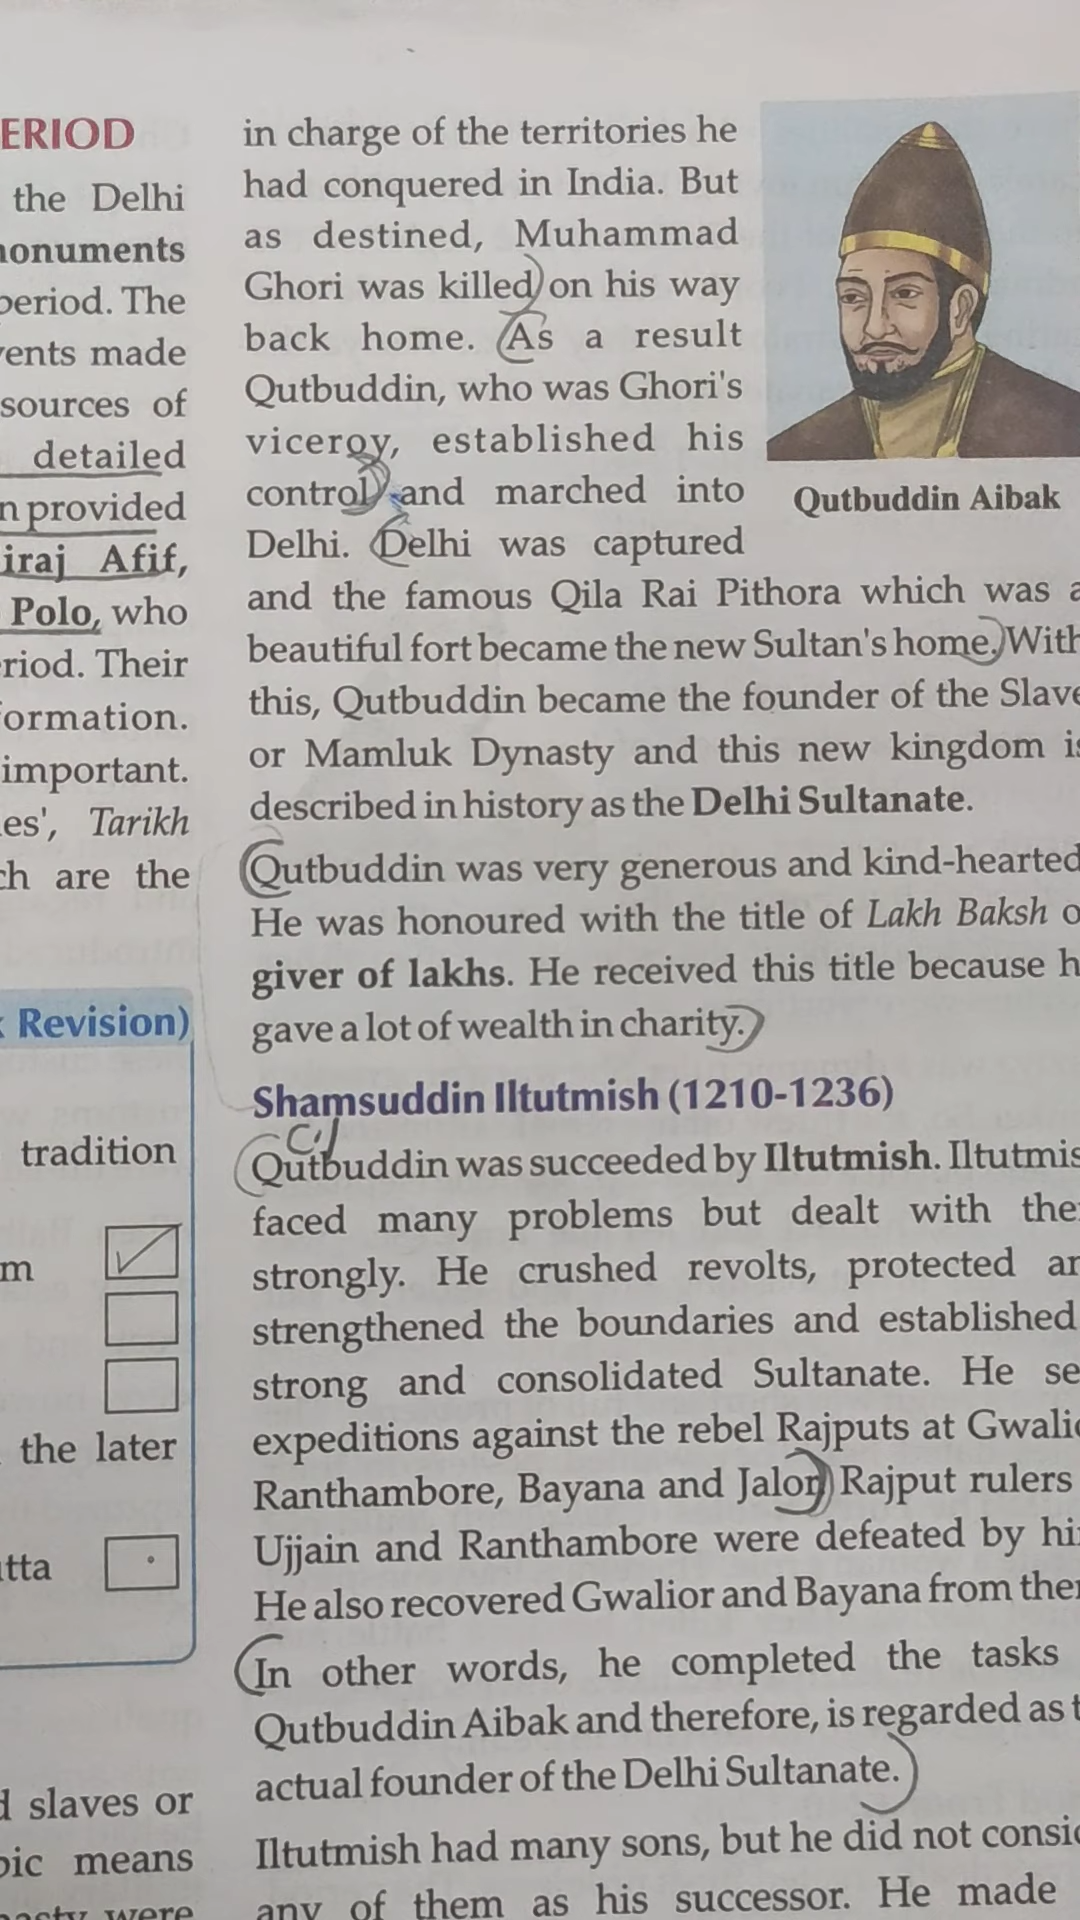 ERIOD
the Delhi
monuments
period. The
ents made
sources of
detailed
n provided
iraj Afif,
Polo, who
riod. Their
ormation.
important.
es', Tarikh
ch are the
Revision)
tradition
m
the later
tta
slaves or
bic means
asty were
in charge of the territories he
had conquered in India. But
as destined, Muhammad
Ghori was killed on his way
back home. As a result
Qutbuddin, who was Ghori's
viceroy, established his
control and marched into
Delhi. Delhi was captured
and the famous Qila Rai Pithora which was a
beautiful fort became the new Sultan's home. With
this, Qutbuddin became the founder of the Slave
or Mamluk Dynasty and this new kingdom is
described in history as the Delhi Sultanate.
Qutbuddin was very generous and kind-hearted
He was honoured with the title of Lakh Baksh o
giver of lakhs. He received this title because h
gave a lot of wealth in charity.
Shamsuddin Iltutmish (1210-1236)
Qutbuddin was succeeded by Iltutmish. Iltutmis
faced many problems but dealt with the
strongly. He crushed revolts, protected an
strengthened the boundaries and established
strong and consolidated Sultanate. He se
expeditions against the rebel Rajputs at Gwalio
Ranthambore, Bayana and Jalor. Rajput rulers
Ujjain and Ranthambore were defeated by hi
He also recovered Gwalior and Bayana from the
In other words, he completed the tasks
Qutbuddin Aibak and therefore, is regarded as t
actual founder of the Delhi Sultanate.
Iltutmish had many sons, but he did not consid
any of them as his successor. He made
Qutbuddin Aibak